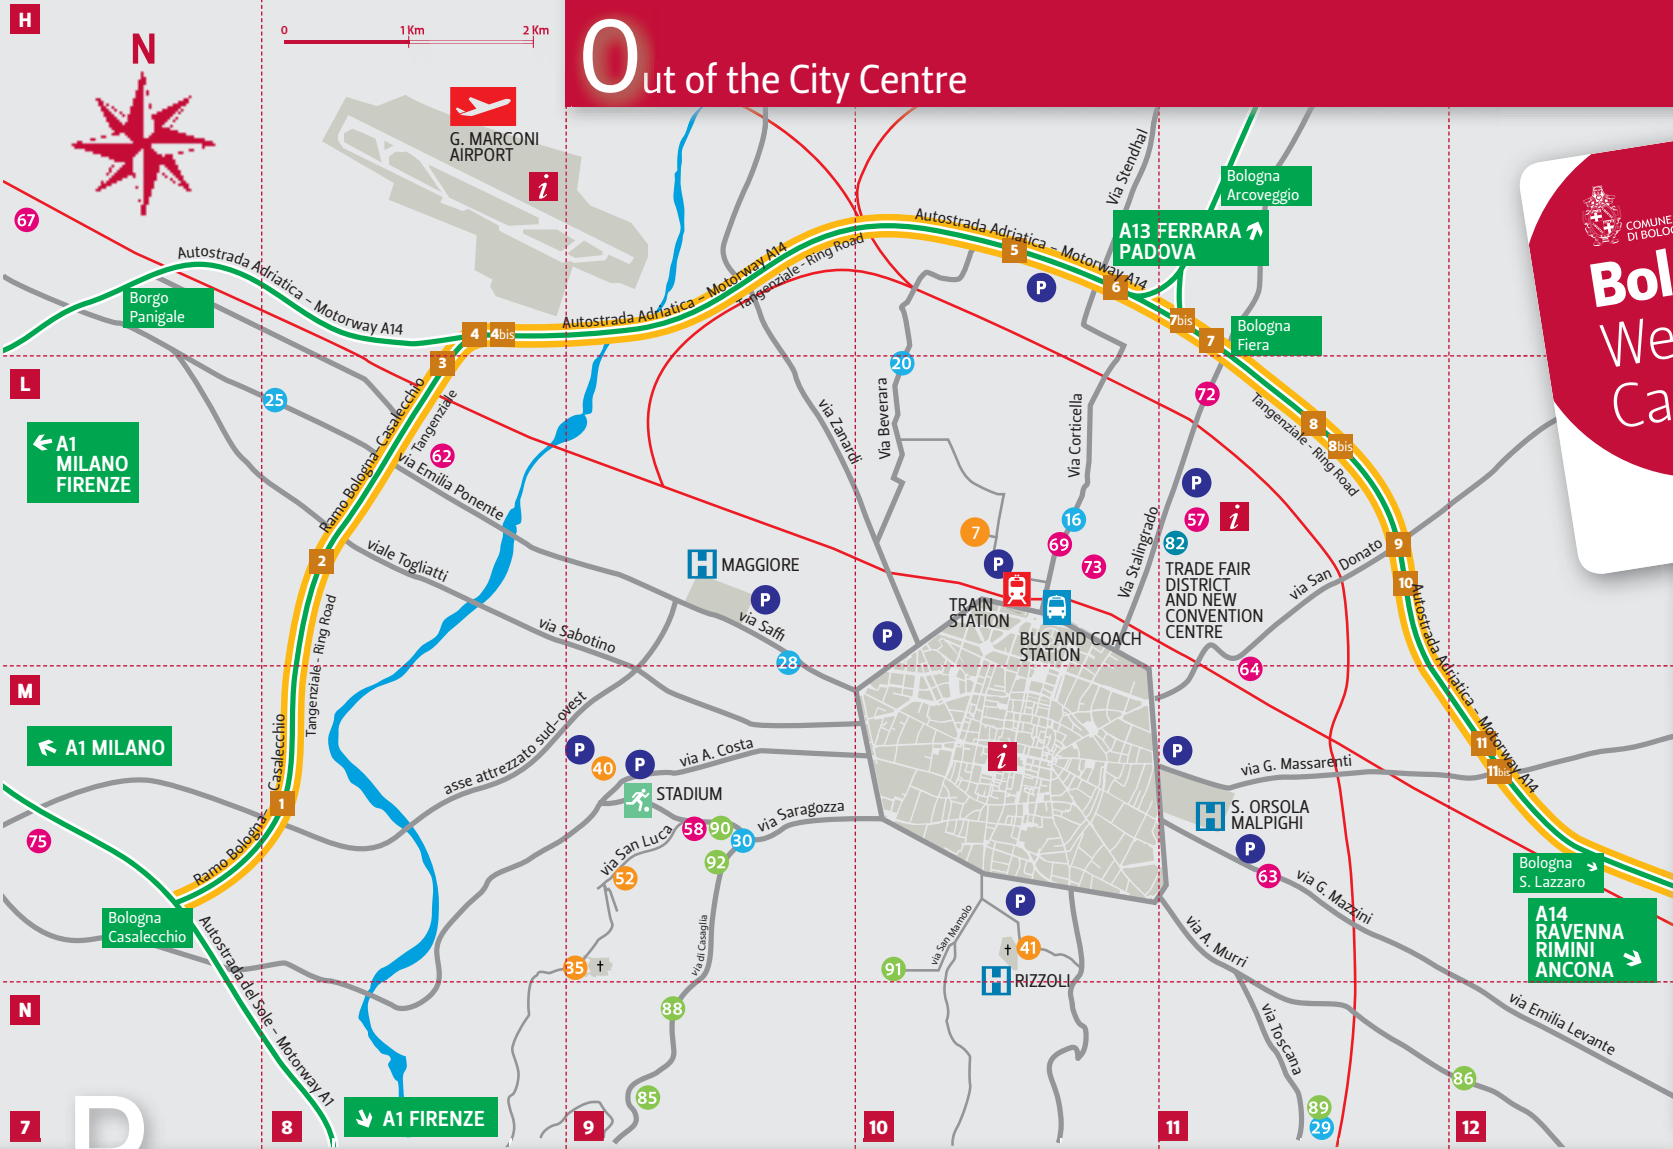 H
N
0
1 Km
2 Km
Out of the City Centre
G. MARCONI
AIRPORT
i
67
Via Stendhal
Bologna
Arcoveggio
A13 FERRARA
PADOVA
COMUNE
DI BOLOG
Bol
We
Ca
Autostrada Adriatica – Motorway A14
Borgo
Panigale
Autostrada Adriatica – Motorway A14
Tangenziale - Ring Road
Autostrada Adriatica – Motorway A14
5
P
6
7bis
7
Bologna
Fiera
4
4bis
3
L
25
A1
MILANO
FIRENZE
Ramo Bologna-Casalecchio
Tangenziale
62
via Emilia Ponente
20
via Zanardi
Via Beverara
Via Corticella
72
Tangenziale - Ring Road
8
8bis
P
57
i
16
7
69
82
73
Via Stalingrado
9
10
2
viale Togliatti
H
MAGGIORE
P
via Saffi
P
P
TRAIN
STATION
BUS AND COACH
STATION
TRADE FAIR
DISTRICT
AND NEW
CONVENTION
CENTRE
via San Donato
Tangenziale - Ring Road
via Sabotino
28
64
Autostrada Adriatica – Motorway A14
M
A1 MILANO
Casalecchio
asse attrezzato sud-ovest
P
40
P
via A. Costa
STADIUM
i
P
via G. Massarenti
11
11bis
1
Ramo Bologna
75
via San Luca
58
90
30
via Saragozza
92
52
H
S. ORSOLA
MALPIGHI
P
63
via G. Mazzini
Bologna
S. Lazzaro
A14
RAVENNA
RIMINI
ANCONA
Bologna
Casalecchio
Autostrada del Sole – Motorway A1
35
via di Casaglia
91
via San Mamolo
P
41
H
RIZZOLI
via A. Murri
N
88
via Toscana
via Emilia Levante
86
85
89
29
A1 FIRENZE
7
8
9
10
11
12